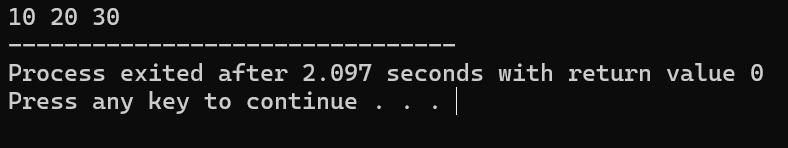 10 20 30
--------------------------------
Process exited after 2.097 seconds with return value 0
Press any key to continue . . .